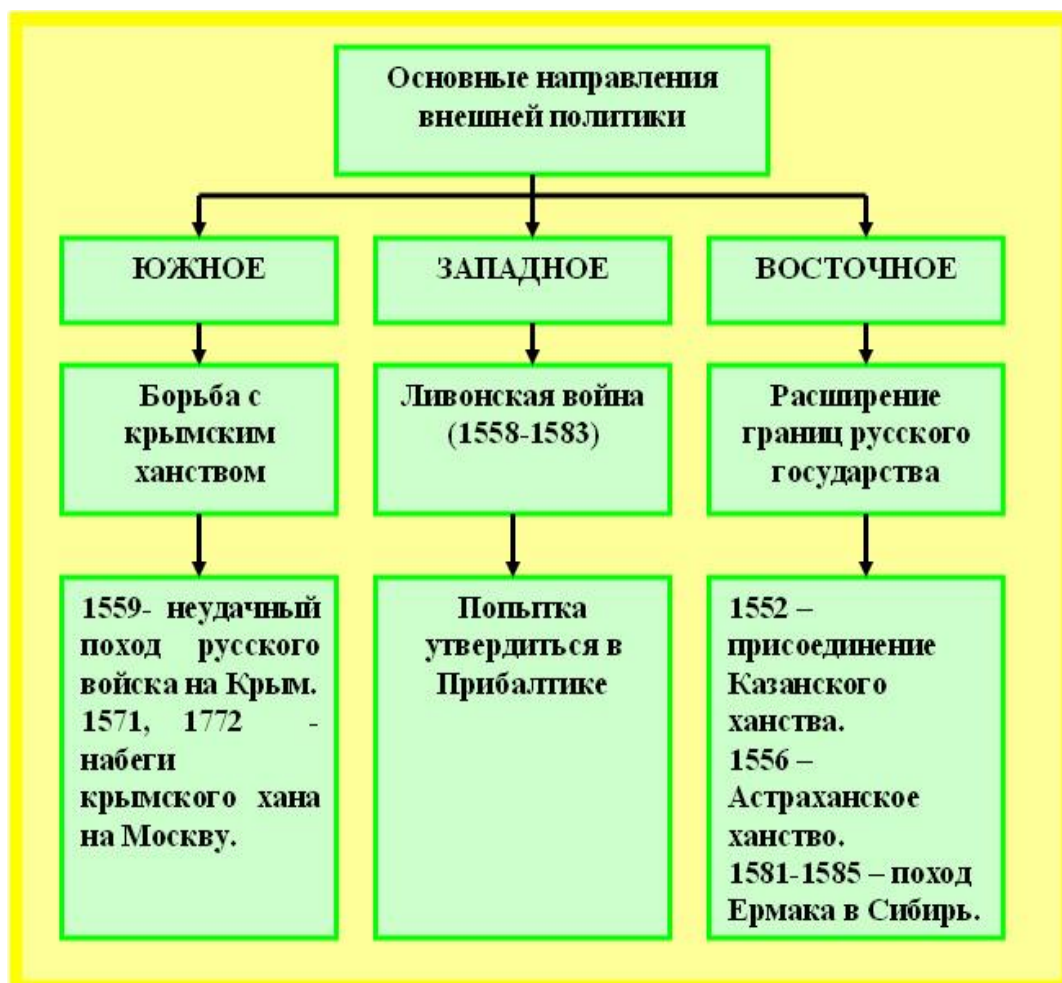 Основные направления
внешней политики
ЮЖНОЕ
ЗАПАДНОЕ
ВОСТОЧНОЕ
Борьба с
крымским
ханством
Ливонская война
(1558-1583)
Расширение
границ русского
государства
1559- неудачный
поход русского
войска на Крым.
1571, 1772 -
набеги
крымского хана
на Москву.
Попытка
утвердиться в
Прибалтике
1552 –
присоединение
Казанского
ханства.
1556 –
Астраханское
ханство.
1581-1585 – поход
Ермака в Сибирь.